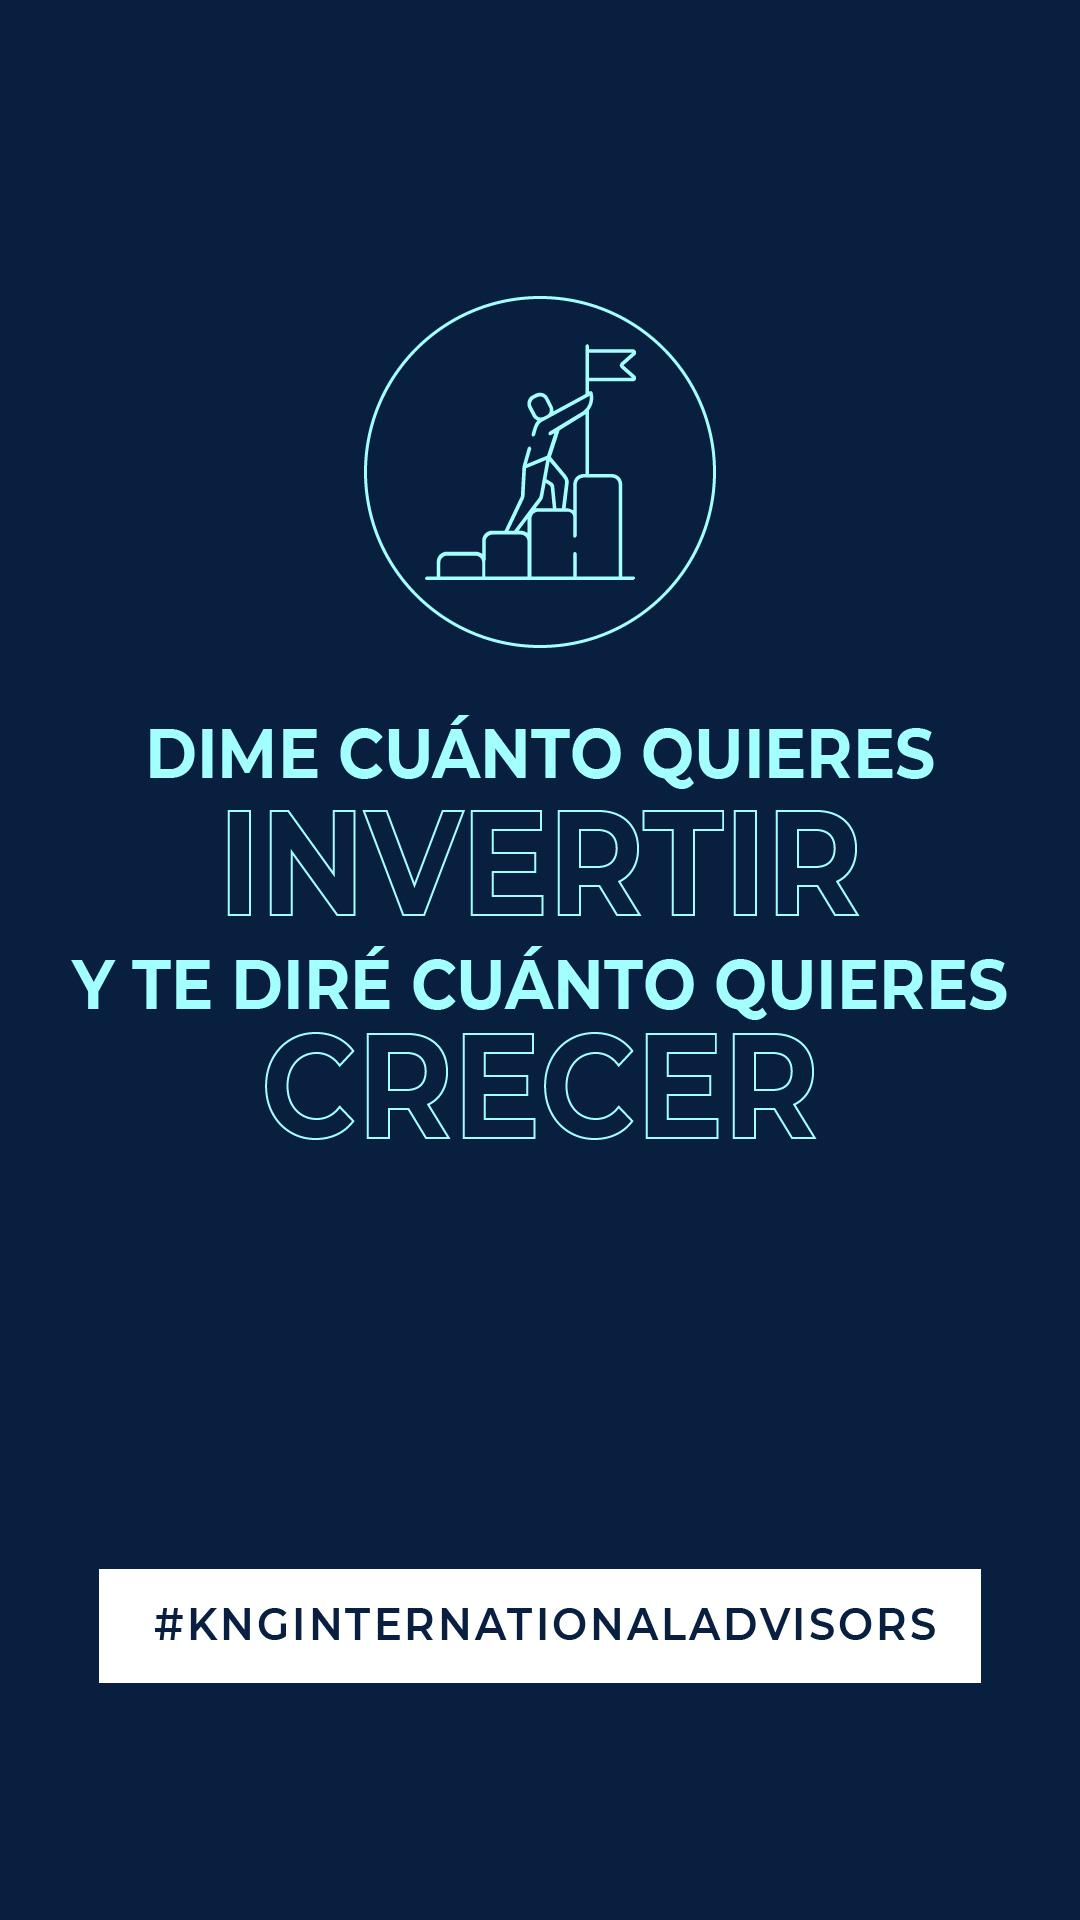 DIME CUÁNTO QUIERES
INVERTIR
Y TE DIRÉ CUÁNTO QUIERES
CRECER
#KNGINTERNATIONALADVISORS